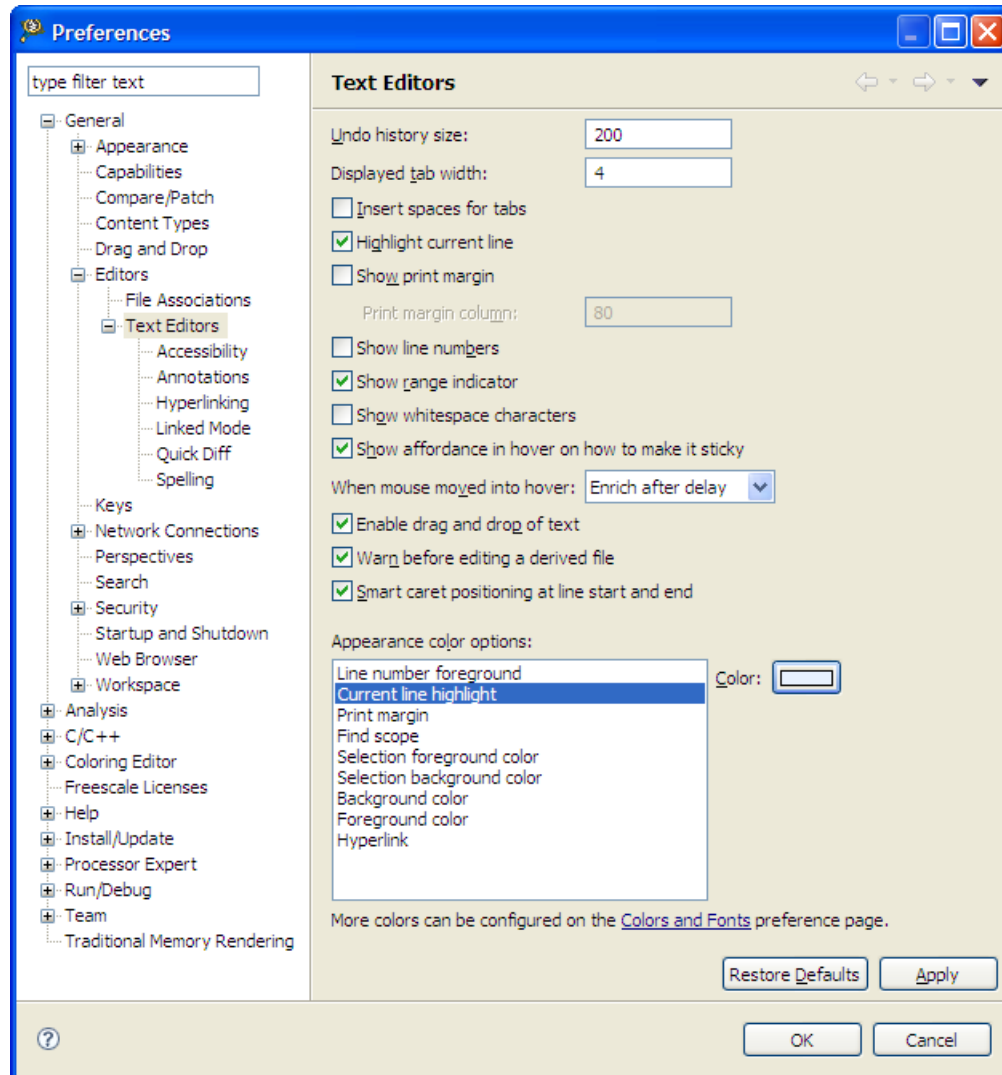 Preferences
type filter text
General
Appearance
Capabilities
Compare/Patch
Content Types
Drag and Drop
Editors
File Associations
Text Editors
Accessibility
Annotations
Hyperlinking
Linked Mode
Quick Diff
Spelling
Keys
Network Connections
Perspectives
Search
Security
Startup and Shutdown
Web Browser
Workspace
Analysis
C/C++
Coloring Editor
Freescale Licenses
Help
Install/Update
Processor Expert
Run/Debug
Team
Traditional Memory Rendering
Text Editors
Undo history size: 200
Displayed tab width: 4
Insert spaces for tabs
Highlight current line
Show print margin
Print margin column: 80
Show line numbers
Show range indicator
Show whitespace characters
Show affordance in hover on how to make it sticky
When mouse moved into hover: Enrich after delay
Enable drag and drop of text
Warn before editing a derived file
Smart caret positioning at line start and end
Appearance color options:
Line number foreground
Current line highlight
Print margin
Find scope
Selection foreground color
Selection background color
Background color
Foreground color
Hyperlink
Color:
More colors can be configured on the Colors and Fonts preference page.
Restore Defaults Apply
? OK Cancel